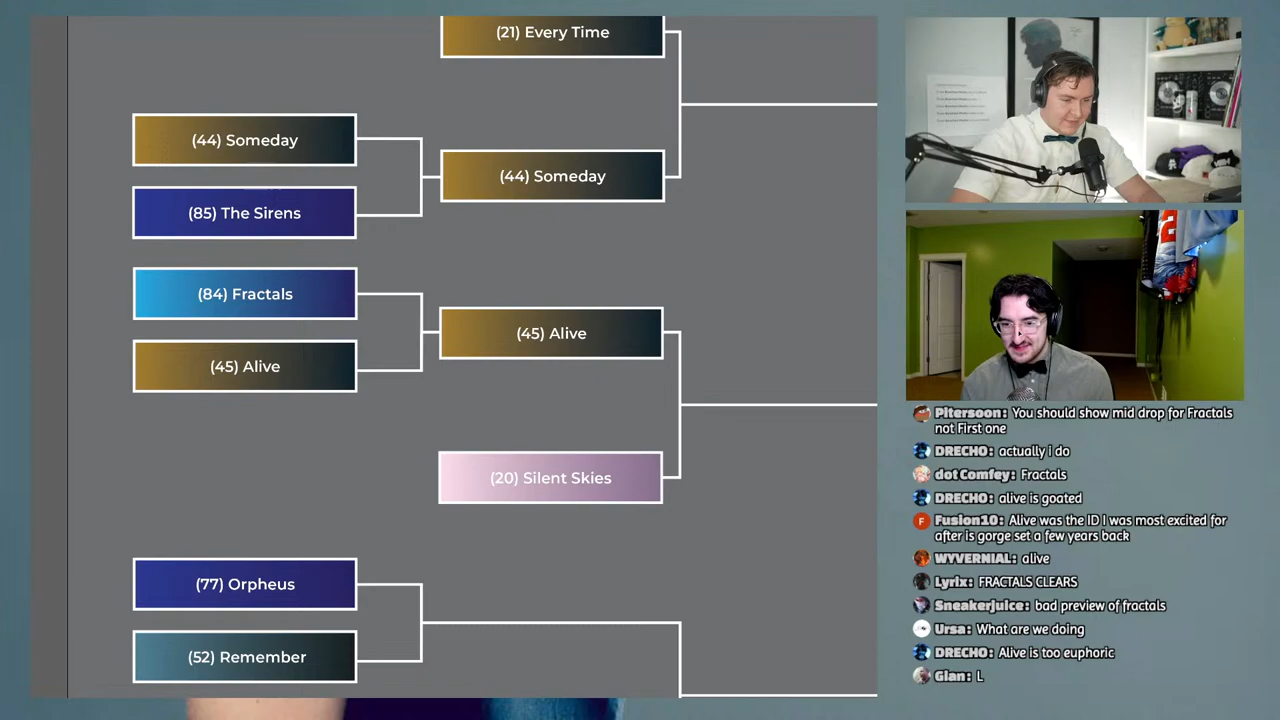 (21) Every Time
(44) Someday
(44) Someday
(85) The Sirens
(84) Fractals
(45) Alive
(45) Alive
(20) Silent Skies
(77) Orpheus
(52) Remember
Pitersoon: You should show mid drop for Fractals
not First one
DRECHO: actually i do
dotComfey: Fractals
DRECHO: alive is goated
F Fusion10: Alive was the ID I was most excited for
after is gorge set a few years back
WYVERNIAL: alive
Lyrix: FRACTALS CLEARS
Sneakerjuice: bad preview of fractals
Ursa: What are we doing
DRECHO: Alive is too euphoric
Gian: L